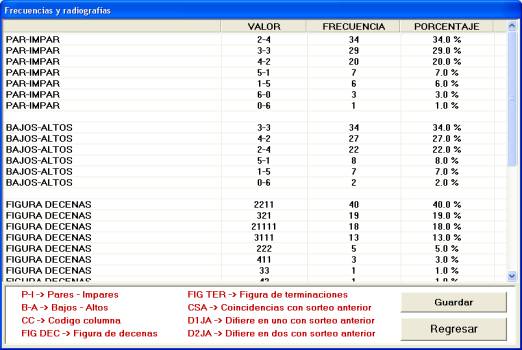 Frecuencias y radiografias
VALOR FRECUENCIA PORCENTAJE
PAR-IMPAR 2-4 34 34.0 %
PAR-IMPAR 3-3 29 29.0 %
PAR-IMPAR 4-2 20 20.0 %
PAR-IMPAR 5-1 7 7.0 %
PAR-IMPAR 1-5 6 6.0 %
PAR-IMPAR 6-0 3 3.0 %
PAR-IMPAR 0-6 1 1.0 %
BAJOS-ALTOS 3-3 34 34.0 %
BAJOS-ALTOS 4-2 27 27.0 %
BAJOS-ALTOS 2-4 22 22.0 %
BAJOS-ALTOS 5-1 8 8.0 %
BAJOS-ALTOS 1-5 7 7.0 %
BAJOS-ALTOS 0-6 2 2.0 %
FIGURA DECENAS 2211 40 40.0 %
FIGURA DECENAS 321 19 19.0 %
FIGURA DECENAS 21111 18 18.0 %
FIGURA DECENAS 3111 13 13.0 %
FIGURA DECENAS 222 5 5.0 %
FIGURA DECENAS 411 3 3.0 %
FIGURA DECENAS 33 1 1.0 %
FIGURA DECENAS 42 1 1.0 %
P-I -> Pares - Impares FIG TER -> Figura de terminaciones Guardar
B-A -> Bajos - Altos CSA -> Coincidencias con sorteo anterior
CC -> Codigo columna D1JA -> Difiere en uno con sorteo anterior Regresar
FIG DEC -> Figura de decenas D2JA -> Difiere en dos con sorteo anterior